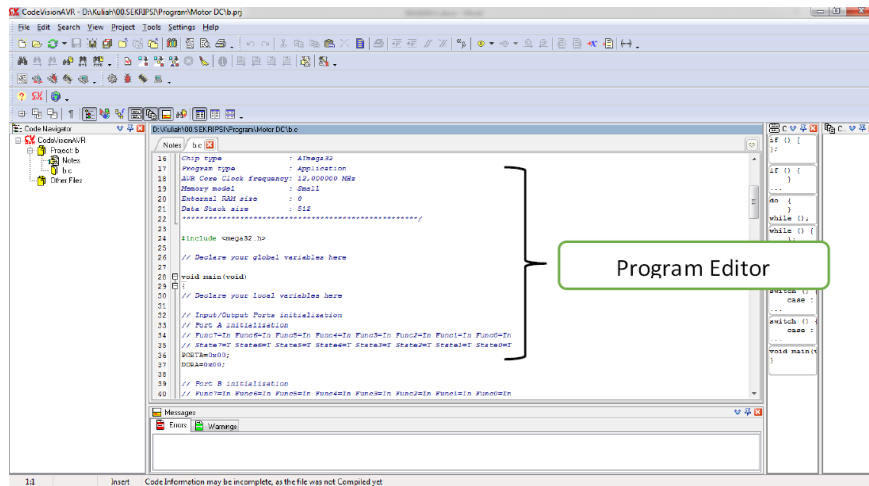 CodeVisionAVR - D:\Kuliah\00.SEKRIPSI\Program\Motor DC\b.prj
File Edit Search View Project Tools Settings Help
Code Navigator
CodeVisionAVR
Project: b
Notes
b.c
Other Files
D:\Kuliah\00.SEKRIPSI\Program\Motor DC\b.c
Notes b.c
16 Chip type : ATmega32
17 Program type : Application
18 AVR Core Clock frequency: 12,000000 MHz
19 Memory model : Small
20 External RAM size : 0
21 Data Stack size : 512
22 *****************************************************/
23
24 #include <mega32.h>
25
26 // Declare your global variables here
27
28 void main(void)
29 {
30 // Declare your local variables here
31
32 // Input/Output Ports initialization
33 // Port A initialization
34 // Func7=In Func6=In Func5=In Func4=In Func3=In Func2=In Func1=In Func0=In
35 // State7=T State6=T State5=T State4=T State3=T State2=T State1=T State0=T
36 PORTA=0x00;
37 DDRA=0x00;
38
39 // Port B initialization
40 // Func7=In Func6=In Func5=In Func4=In Func3=In Func2=In Func1=In Func0=In
Program Editor
C
C..
if () {
};
if () {
}
...
do {
}
while ();
while () {
};
switch () {
case :
...
switch () {
case :
...
void main(v
}
Messages
Errors Warnings
1:1 Insert Code Information may be incomplete, as the file was not Compiled yet